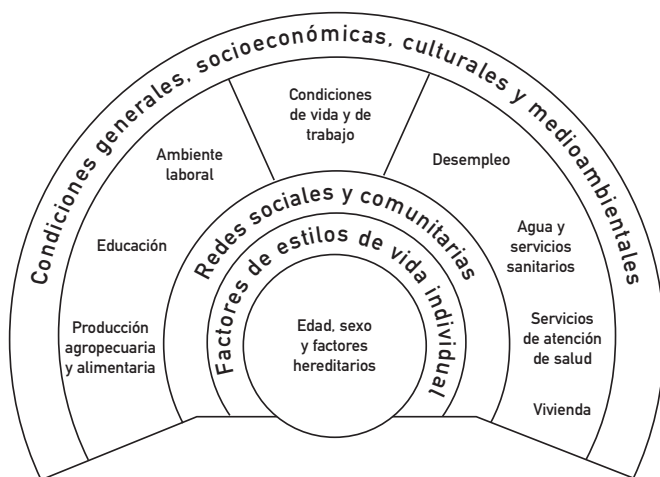 Condiciones generales, socioeconómicas, culturales y medioambientales
Condiciones
de vida y de
trabajo
Ambiente
laboral
Desempleo
Redes sociales y comunitarias
Educación
Agua y
servicios
sanitarios
Factores de estilos de vida individual
Producción
agropecuaria
y alimentaria
Edad, sexo
y factores
hereditarios
Servicios
de atención
de salud
Vivienda